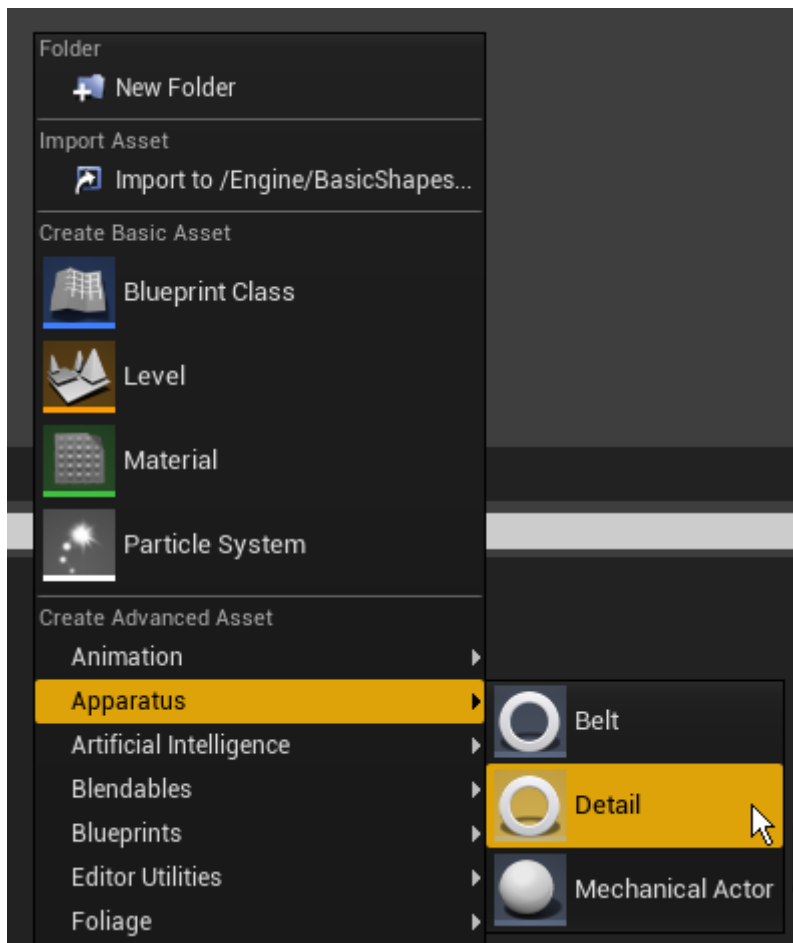 Folder
New Folder
Import Asset
Import to /Engine/BasicShapes...
Create Basic Asset
Blueprint Class
Level
Material
Particle System
Create Advanced Asset
Animation
Apparatus
Artificial Intelligence
Blendables
Blueprints
Editor Utilities
Foliage
Belt
Detail
Mechanical Actor